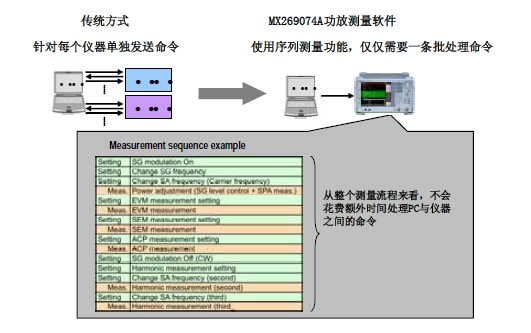 传统方式
MX269074A功放测量软件
针对每个仪器单独发送命令
使用序列测量功能，仅仅需要一条批处理命令
Measurement sequence example
Setting SG modulation On
Setting Change SG frequency
Setting Change SA frequency (Carrier frequency)
Meas. Power adjustment (SG level control + SPA meas.)
Setting EVM measurement setting
Meas. EVM measurement
Setting SEM measurement setting
Meas. SEM measurement
Setting ACP measurement setting
Meas. ACP measurement
Setting SG modulation Off (CW)
Setting Harmonic measurement setting
Setting Change SA frequency (second)
Meas. Harmonic measurement (second)
Setting Change SA frequency (third)
Meas. Harmonic measurement (third_
从整个测量流程来看，不会
花费额外时间处理PC与仪器
之间的命令